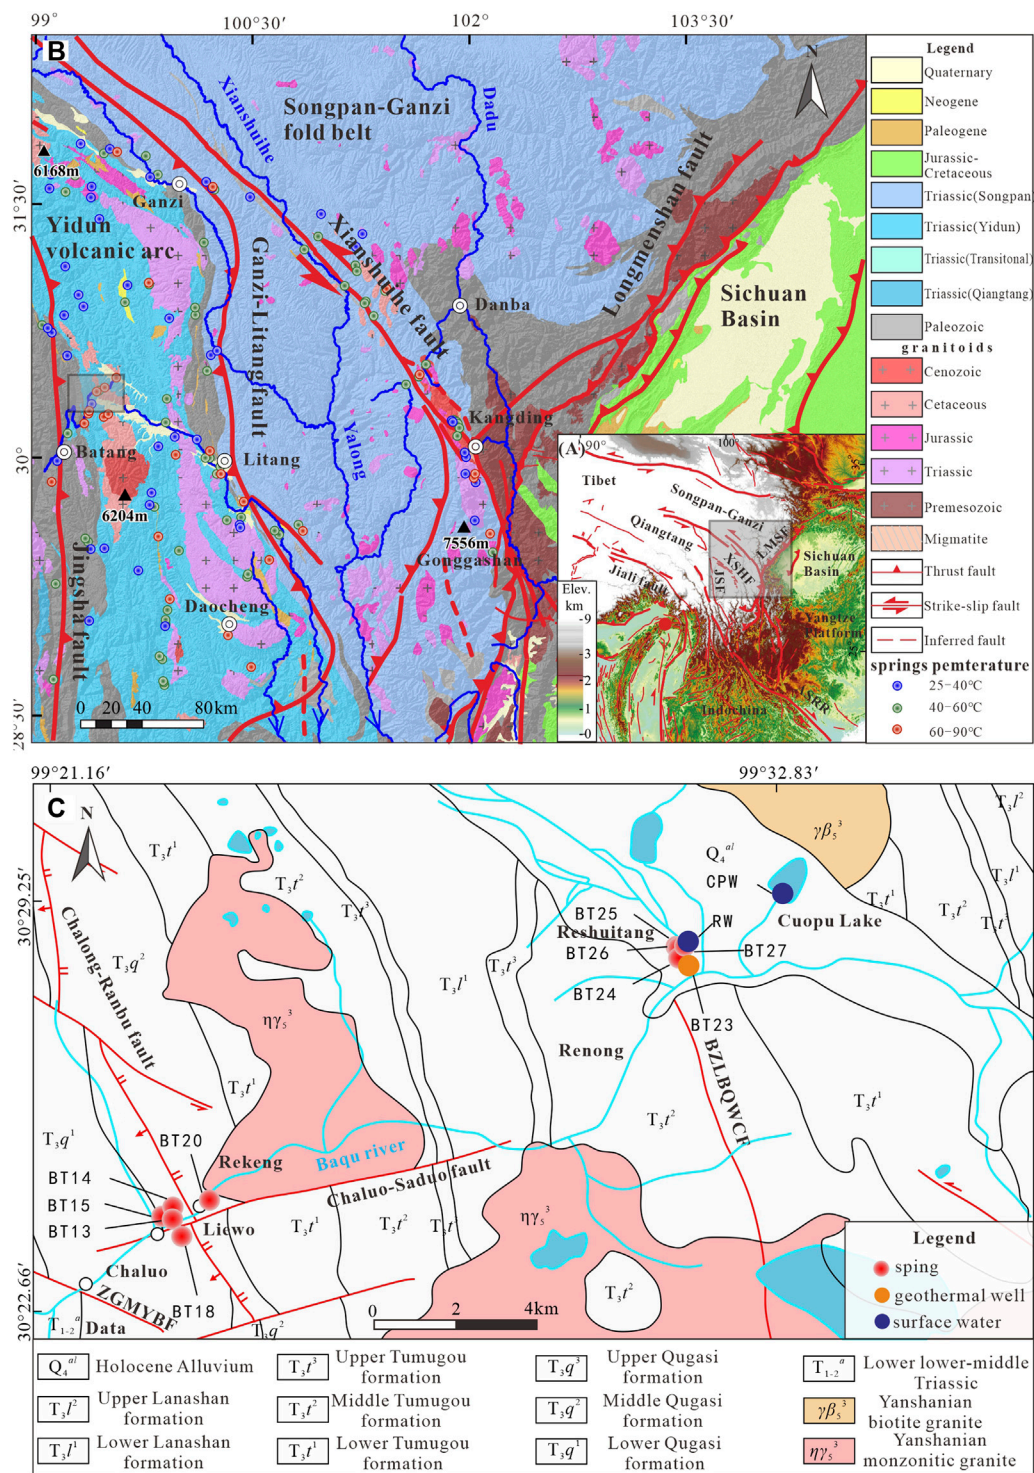 99°
100°30′
102°
103°30′
B
N
31°30′
30°
28°30′
Songpan-Ganzi
fold belt
Xianshuihe
Dadu
6168m
Ganzi
Yidun
volcanic arc
Ganzi-Litang fault
Xianshuihe fault
Longmenshan fault
Danba
Sichuan
Basin
Kangding
Yalong
Batang
Litang
6204m
7556m
Gonggashan
Jingsha fault
Daocheng
0 20 40 80km
(A)
90°
100°
Tibet
Songpan-Ganzi
Qiangtang
Jiali fault
JSF
XSHF
LMSF
Sichuan
Basin
Yangtze
Platform
Indochina
Elev.
km
-9
-3
-2
-1
-0
Legend
Quaternary
Neogene
Paleogene
Jurassic-
Cretaceous
Triassic(Songpan)
Triassic(Yidun)
Triassic(Transitonal)
Triassic(Qiangtang)
Paleozoic
granitoids
Cenozoic
Cetaceous
Jurassic
Triassic
Premesozoic
Migmatite
Thrust fault
Strike-slip fault
Inferred fault
springs pemterature
25-40°C
40-60°C
60-90°C
99°21.16′
99°32.83′
C
N
30°29.25′
30°22.66′
T₃t¹
T₃t²
T₃t³
γβ₅³
T₃l²
Q₄ᵃˡ
CPW
T₃t¹
T₃l¹
T₃t²
T₃t³
Chalong-Ranbu fault
BT25
Reshuitang
RW
Cuopu Lake
BT26
BT27
T₃q²
T₃l¹
T₃t³
BT24
ηγ₅³
BT23
Renong
BZLBQWCF
T₃t¹
T₃t¹
T₃t²
T₃q¹
BT20
Rekeng
Baqu river
Chaluo-Saduo fault
BT14
BT15
BT13
Liewo
T₃t¹
T₃t²
T₃t³
ηγ₅³
Chaluo
ZGMYBF
BT18
T₃t²
T₁₋₂ᵃ
Data
T₃q²
0 2 4km
Legend
sping
geothermal well
surface water
Q₄ᵃˡ Holocene Alluvium
T₃l² Upper Lanashan
formation
T₃l¹ Lower Lanashan
formation
T₃t³ Upper Tumugou
formation
T₃t² Middle Tumugou
formation
T₃t¹ Lower Tumugou
formation
T₃q³ Upper Qugasi
formation
T₃q² Middle Qugasi
formation
T₃q¹ Lower Qugasi
formation
T₁₋₂ᵃ Lower lower-middle
Triassic
γβ₅³ Yanshanian
biotite granite
ηγ₅³ Yanshanian
monzonitic granite